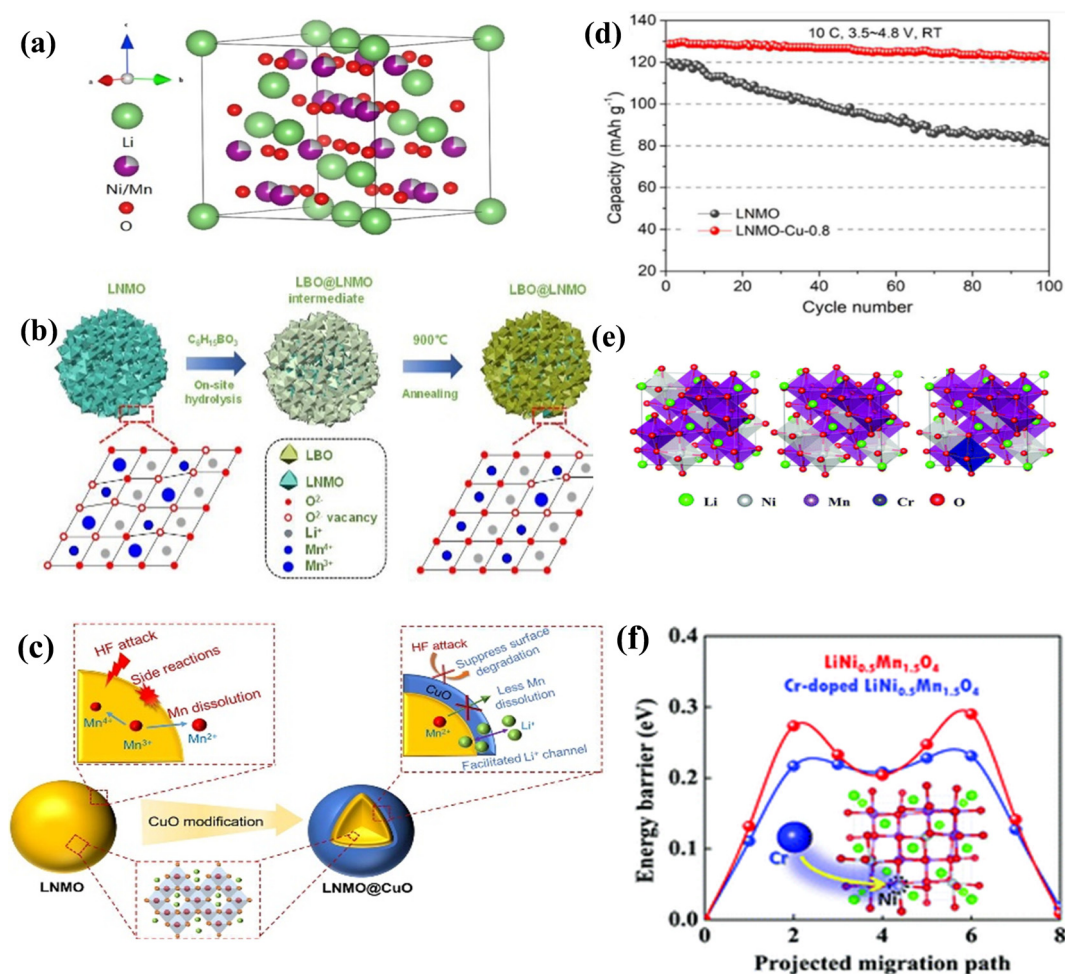 (a)
c
a
b
Li
Ni/Mn
O
(b)
LNMO
LBO@LNMO
intermediate
LBO@LNMO
C₆H₁₅BO₃
On-site
hydrolysis
900℃
Annealing
LBO
LNMO
O²⁻
O²⁻ vacancy
Li⁺
Mn⁴⁺
Mn³⁺
(c)
HF attack
Side reactions
Mn dissolution
Mn⁴⁺
Mn³⁺
Mn²⁺
LNMO
CuO modification
LNMO@CuO
HF attack
Suppress surface
degradation
CuO
Less Mn
dissolution
Mn²⁺
Li⁺
Facilitated Li⁺ channel
(d)
10 C, 3.5~4.8 V, RT
Capacity (mAh g⁻¹)
140
120
100
80
60
40
20
LNMO
LNMO-Cu-0.8
0
20
40
60
80
100
Cycle number
(e)
Li
Ni
Mn
Cr
O
(f)
LiNi₀.₅Mn₁.₅O₄
Cr-doped LiNi₀.₅Mn₁.₅O₄
Energy barrier (eV)
0.4
0.3
0.2
0.1
0.0
Cr
Ni
0
2
4
6
8
Projected migration path